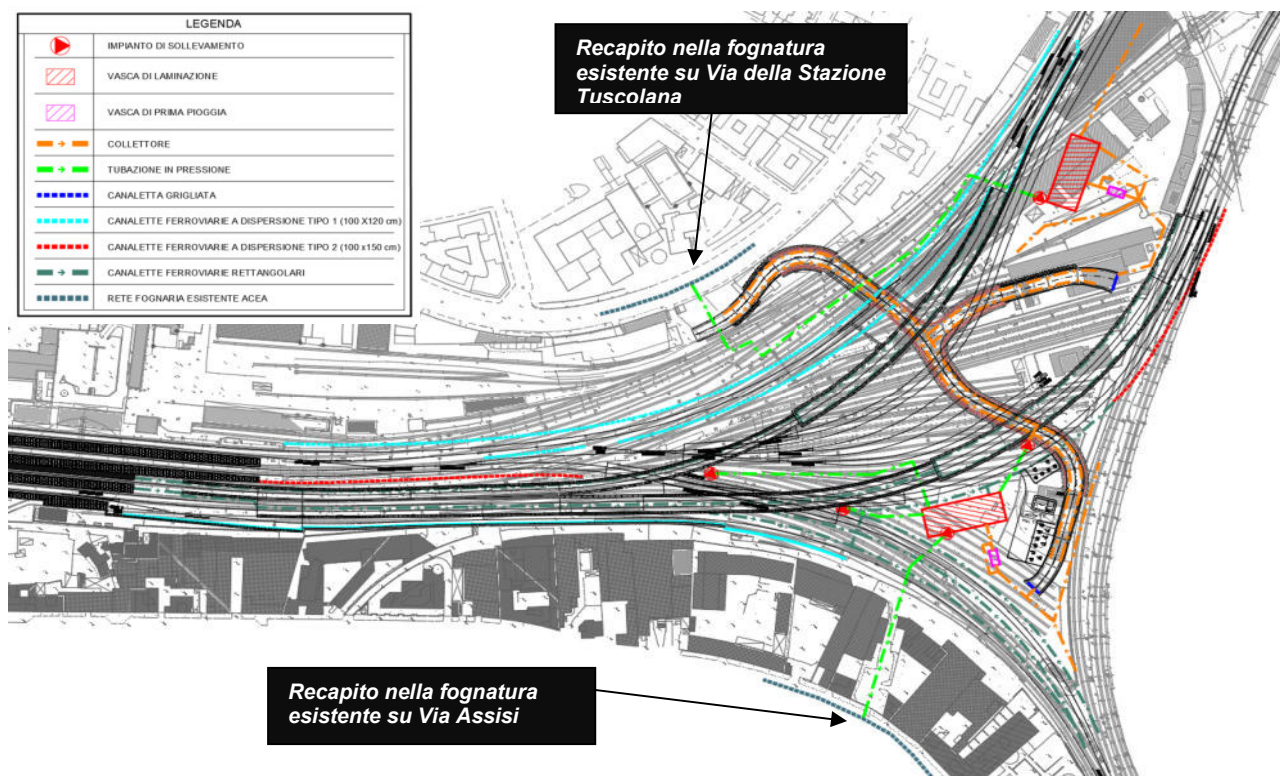 LEGENDA
IMPIANTO DI SOLLEVAMENTO
VASCA DI LAMINAZIONE
VASCA DI PRIMA PIOGGIA
COLLETTORE
TUBAZIONE IN PRESSIONE
CANALETTA GRIGLIATA
CANALETTE FERROVIARIE A DISPERSIONE TIPO 1 (100 X120 cm)
CANALETTE FERROVIARIE A DISPERSIONE TIPO 2 (100 x150 cm)
CANALETTE FERROVIARIE RETTANGOLARI
RETE FOGNARIA ESISTENTE ACEA
Recapito nella fognatura
esistente su Via della Stazione
Tuscolana
Recapito nella fognatura
esistente su Via Assisi